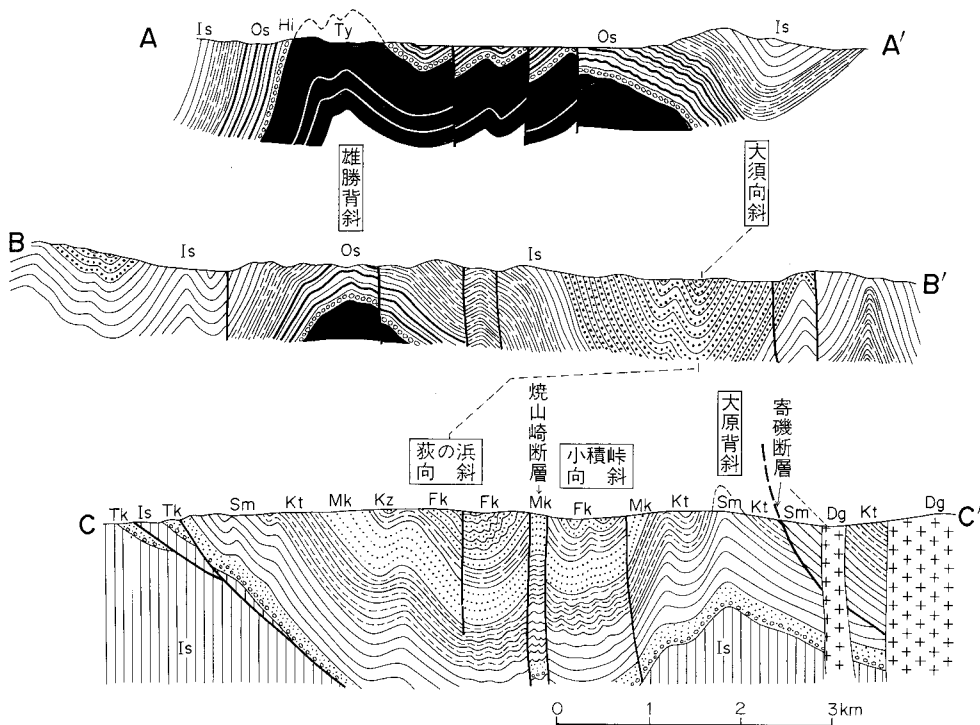 A Is Os Hi Ty Os Is A'
雄勝背斜
大須向斜
B Is Os Is B'
焼山崎断層
荻の浜
向 斜
小積峠
向 斜
大原背斜
寄磯断層
C Tk Is Tk Sm Kt Mk Kz Fk Fk Mk Fk Mk Kt Sm Kt Sm Dg Kt Dg C'
Is Is
0 1 2 3km